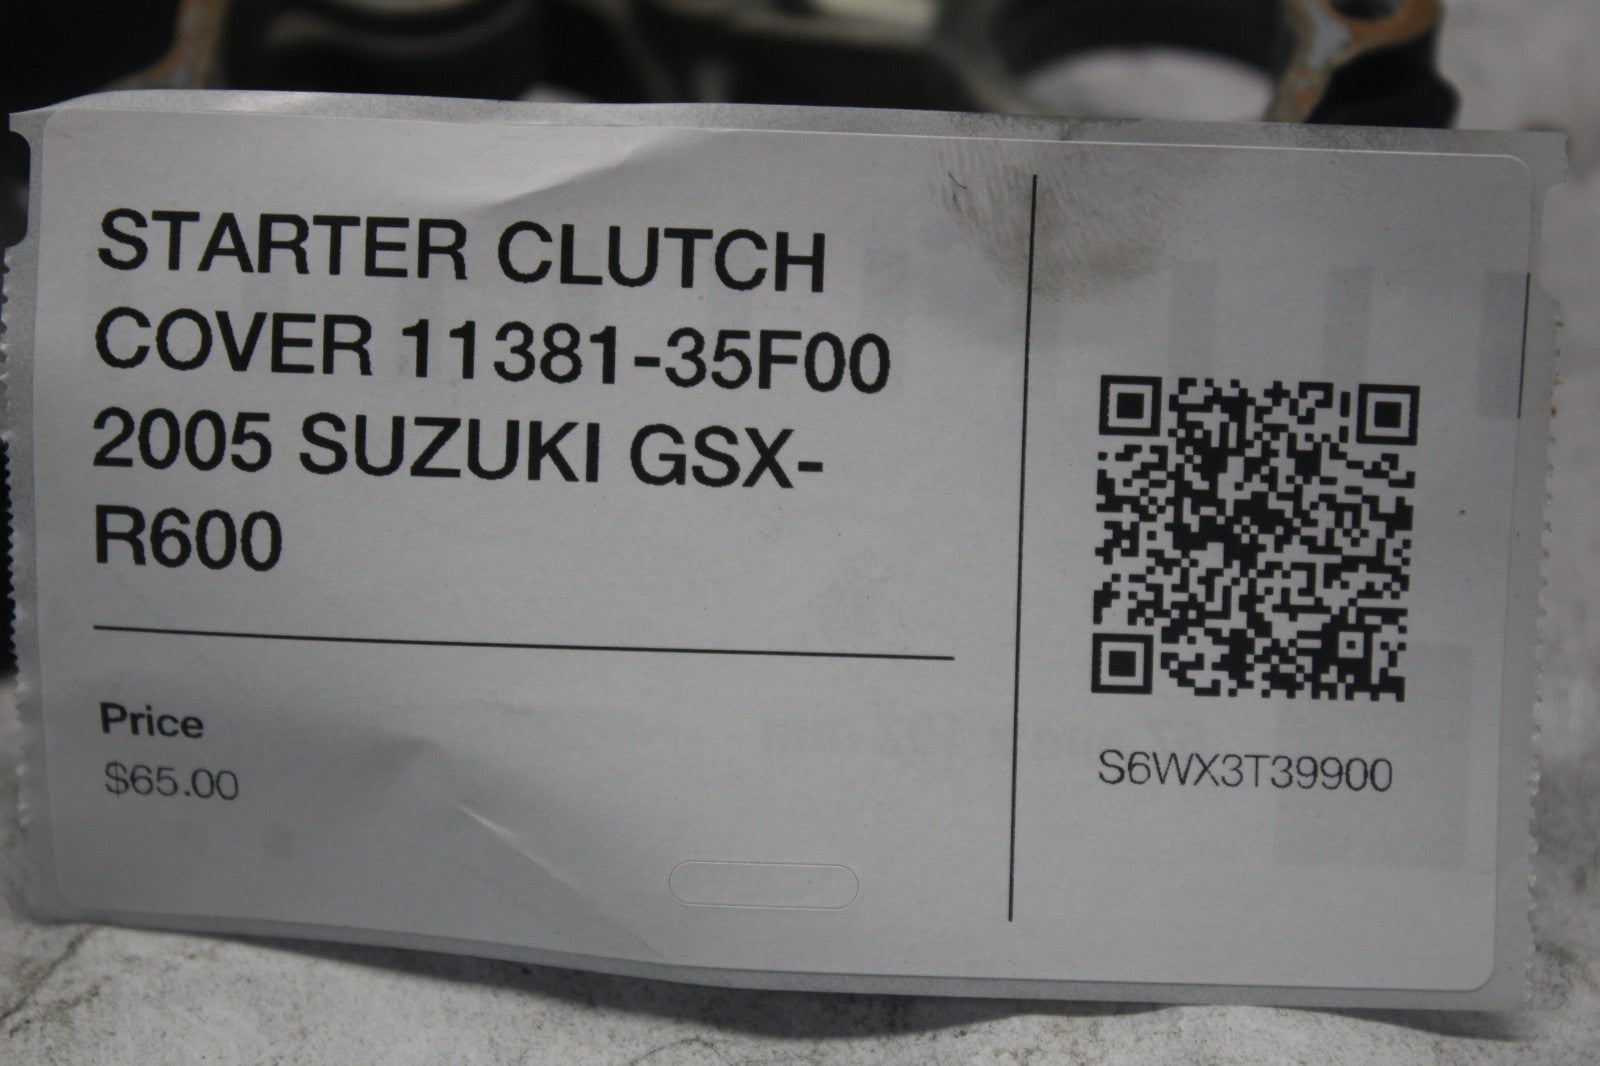 STARTER CLUTCH
COVER 11381-35F00
2005 SUZUKI GSX-
R600
Price
$65.00
S6WX3T39900